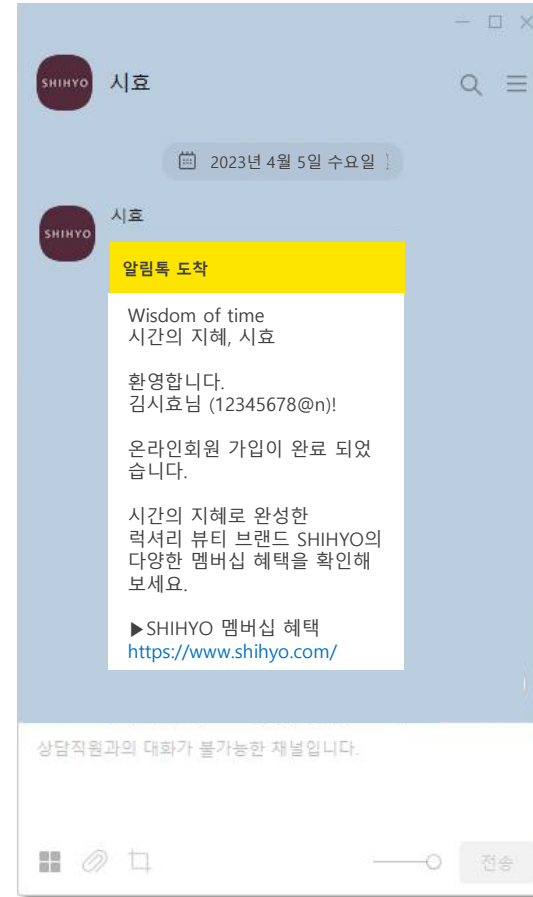 SHIHYO 시효
2023년 4월 5일 수요일
시효
SHIHYO
알림톡 도착
Wisdom of time
시간의 지혜, 시효
환영합니다.
김시효님 (12345678@n)!
온라인회원 가입이 완료 되었
습니다.
시간의 지혜로 완성한
럭셔리 뷰티 브랜드 SHIHYO의
다양한 멤버십 혜택을 확인해
보세요.
▶SHIHYO 멤버십 혜택
https://www.shihyo.com/
상담직원과의 대화가 불가능한 채널입니다.
전송